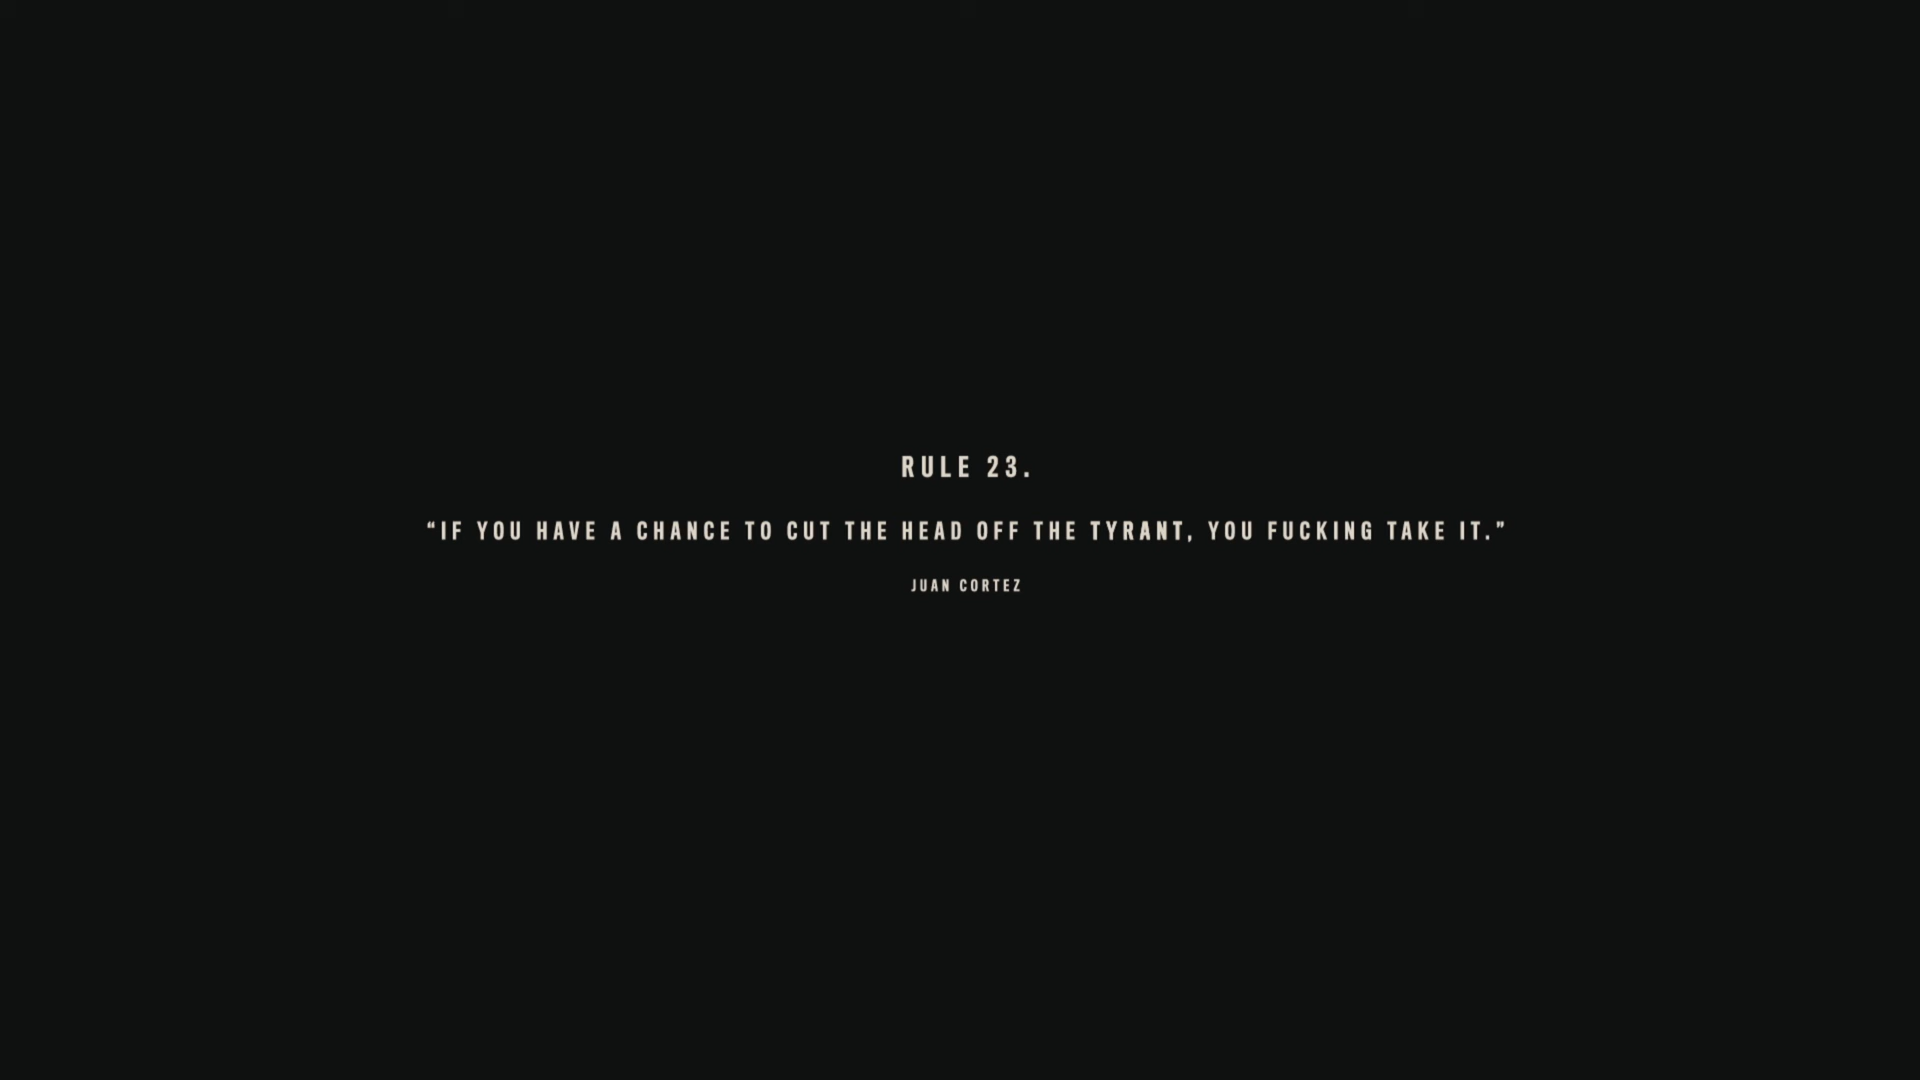 RULE 23.
“IF YOU HAVE A CHANCE TO CUT THE HEAD OFF THE TYRANT, YOU FUCKING TAKE IT.”
JUAN CORTEZ